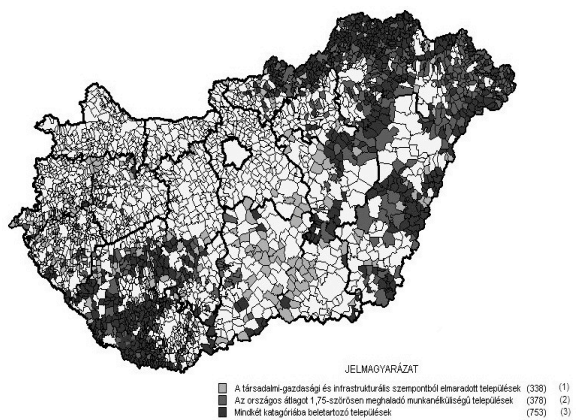 JELMAGYARÁZAT
A társadalmi-gazdasági és infrastrukturális szempontból elmaradott települések (338) (1)
Az országos átlagot 1,75-szörösen meghaladó munkanélküliségű települések (378) (2)
Mindkét katagóriába beletartozó települések (753) (3)